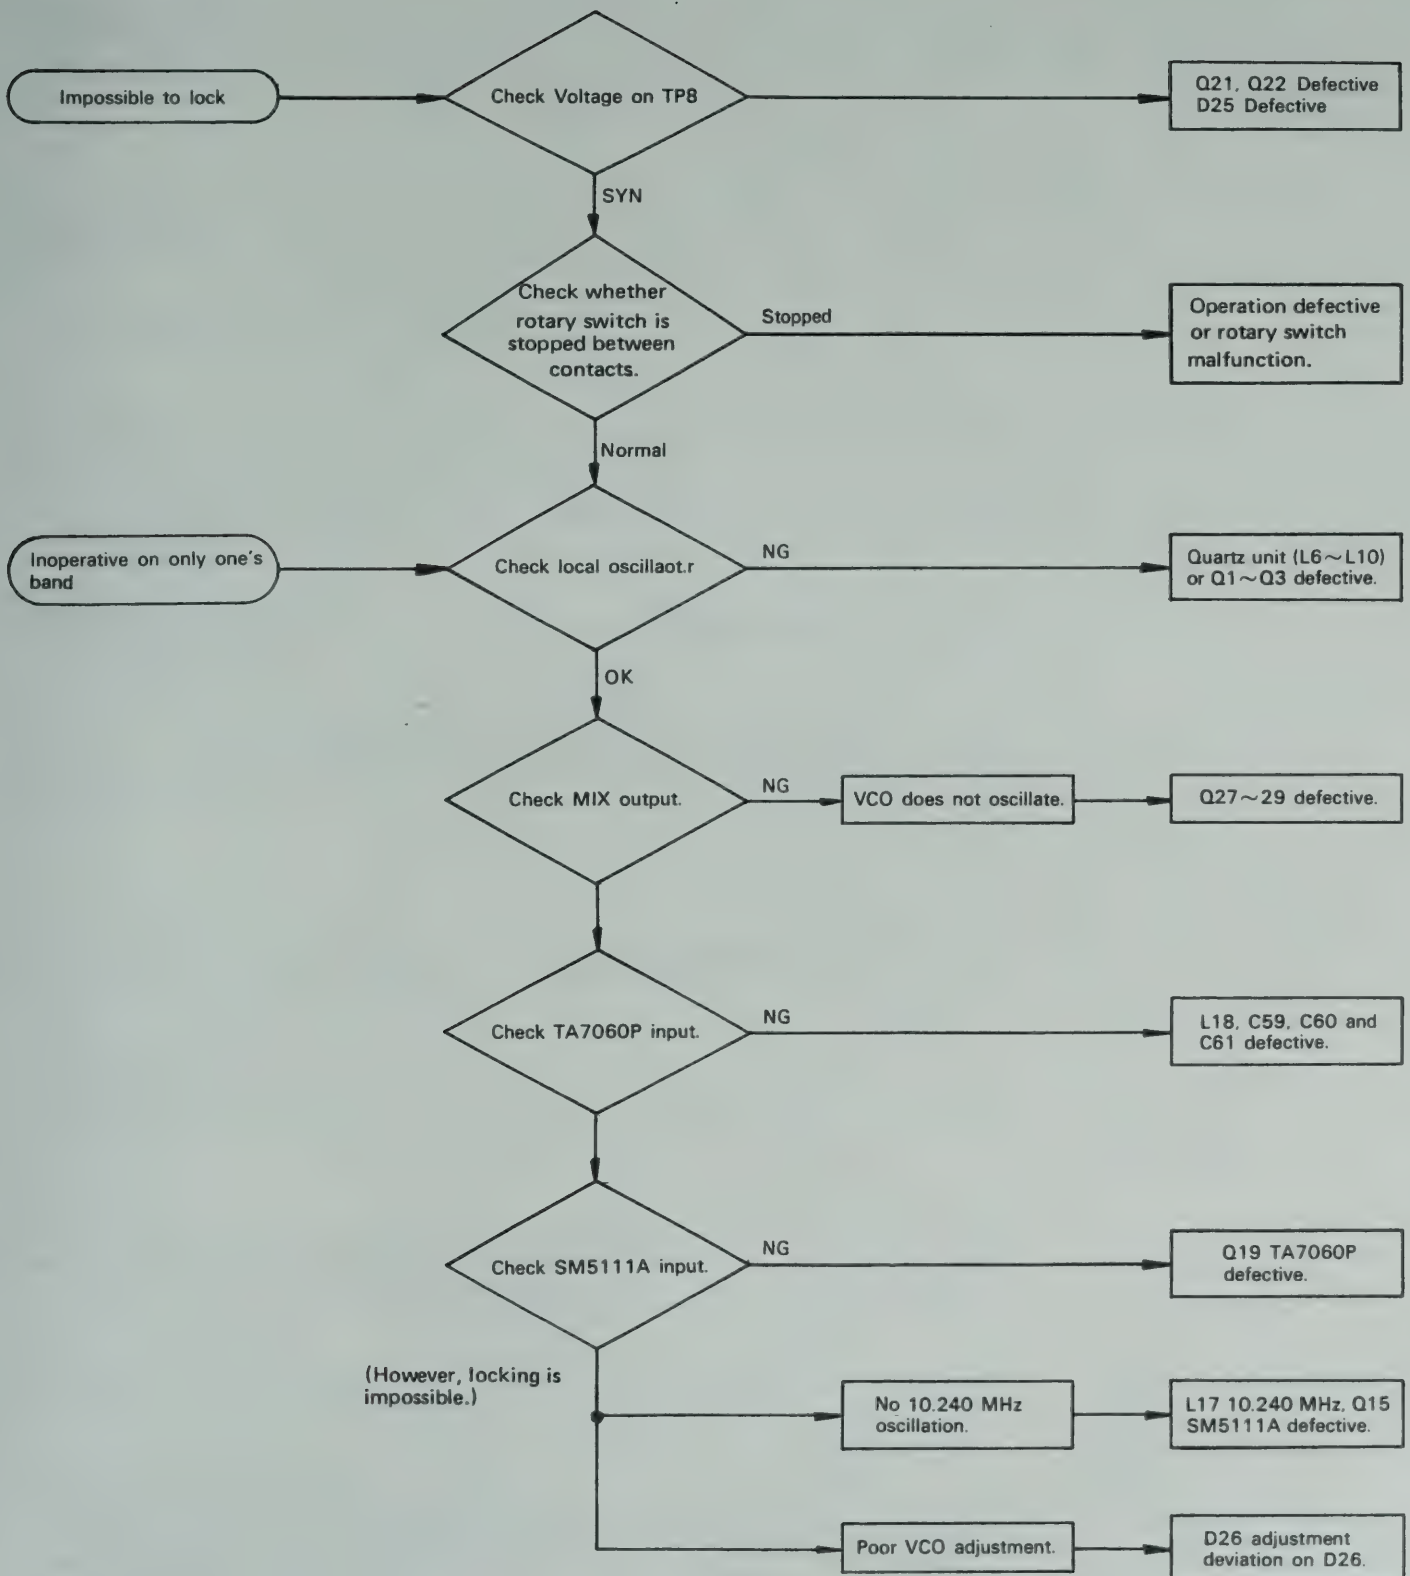 Impossible to lock
Check Voltage on TP8
Q21, Q22 Defective
D25 Defective
SYN
Check whether
rotary switch is
stopped between
contacts.
Stopped
Operation defective
or rotary switch
malfunction.
Normal
Inoperative on only one's
band
Check local oscillaot.r
NG
Quartz unit (L6~L10)
or Q1~Q3 defective.
OK
Check MIX output.
NG
VCO does not oscillate.
Q27~29 defective.
Check TA7060P input.
NG
L18, C59, C60 and
C61 defective.
Check SM5111A input.
NG
Q19 TA7060P
defective.
(However, locking is
impossible.)
No 10.240 MHz
oscillation.
L17 10.240 MHz, Q15
SM5111A defective.
Poor VCO adjustment.
D26 adjustment
deviation on D26.